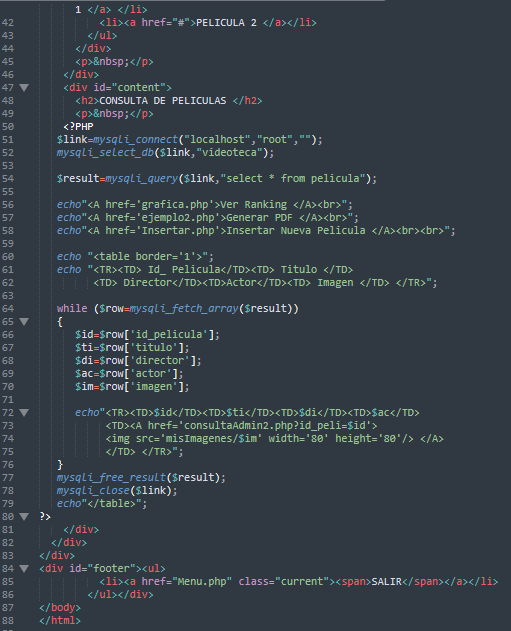 1 </a> </li>
42 <li><a href="#">PELICULA 2 </a></li>
43 </ul>
44 </div>
45 <p>&nbsp;</p>
46 </div>
47 <div id="content">
48 <h2>CONSULTA DE PELICULAS </h2>
49 <p>&nbsp;</p>
50 <?PHP
51 $link=mysqli_connect("localhost","root","");
52 mysqli_select_db($link,"videoteca");
53
54 $result=mysqli_query($link,"select * from pelicula");
55
56 echo"<A href='grafica.php'>Ver Ranking </A><br>";
57 echo"<A href='ejemplo2.php'>Generar PDF </A><br>";
58 echo"<A href='Insertar.php'>Insertar Nueva Pelicula </A><br><br>";
59
60 echo "<table border='1'>";
61 echo "<TR><TD> Id_ Pelicula</TD><TD> Titulo </TD>
62 <TD> Director</TD><TD>Actor</TD><TD> Imagen </TD> </TR>";
63
64 while ($row=mysqli_fetch_array($result))
65 {
66 $id=$row['id_pelicula'];
67 $ti=$row['titulo'];
68 $di=$row['director'];
69 $ac=$row['actor'];
70 $im=$row['imagen'];
71
72 echo"<TR><TD>$id</TD><TD>$ti</TD><TD>$di</TD><TD>$ac</TD>
73 <TD><A href='consultaAdmin2.php?id_peli=$id'>
74 <img src='misImagenes/$im' width='80' height='80'/> </A>
75 </TD> </TR>";
76 }
77 mysqli_free_result($result);
78 mysqli_close($link);
79 echo"</table>";
80 ?>
81 </div>
82 </div>
83 </div>
84 <div id="footer"><ul>
85 <li><a href="Menu.php" class="current"><span>SALIR</span></a></li>
86 </ul></div>
87 </body>
88 </html>